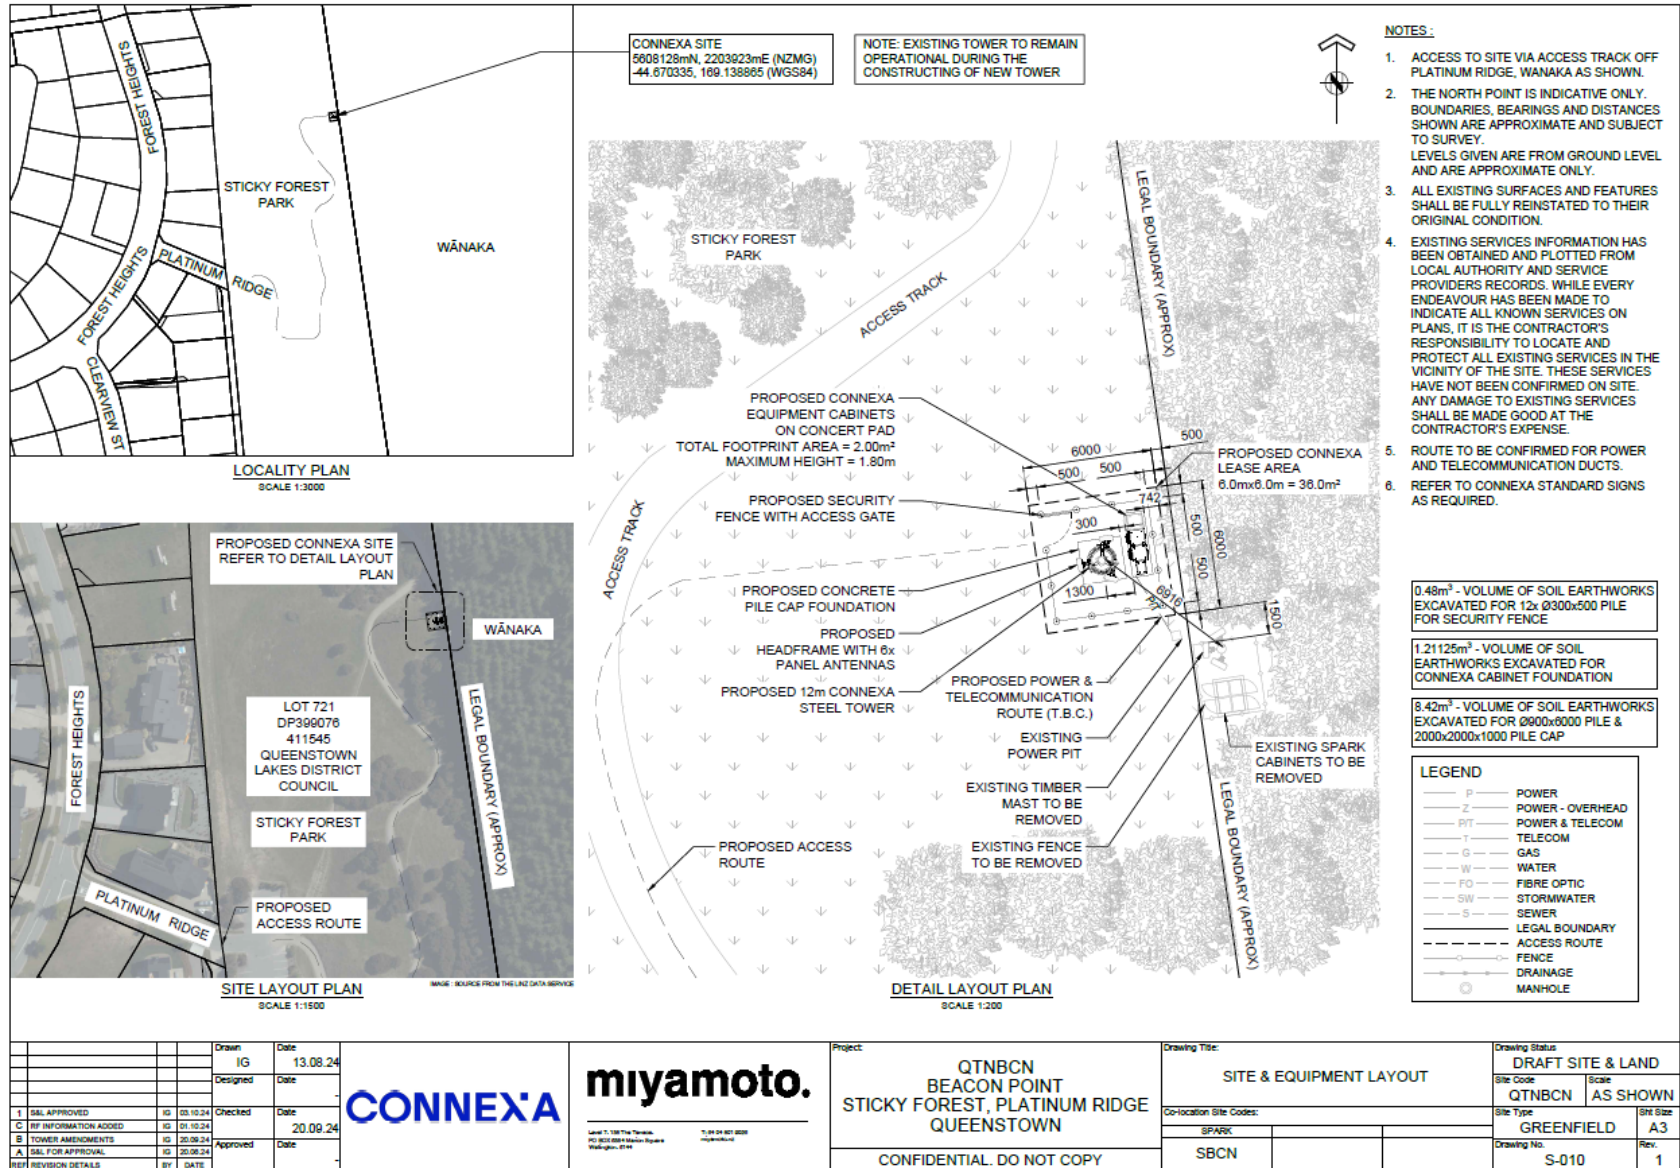 FOREST HEIGHTS
FOREST HEIGHTS
STICKY FOREST
PARK
WĀNAKA
PLATINUM RIDGE
CLEARVIEW ST
LOCALITY PLAN
SCALE 1:3000
CONNEXA SITE
5608128mN, 2203923mE (NZMG)
-44.670335, 169.138865 (WGS84)
NOTE: EXISTING TOWER TO REMAIN
OPERATIONAL DURING THE
CONSTRUCTING OF NEW TOWER
PROPOSED CONNEXA SITE
REFER TO DETAIL LAYOUT
PLAN
WĀNAKA
FOREST HEIGHTS
LOT 721
DP399076
411545
QUEENSTOWN
LAKES DISTRICT
COUNCIL
STICKY FOREST
PARK
LEGAL BOUNDARY (APPROX)
PLATINUM RIDGE
PROPOSED
ACCESS ROUTE
SITE LAYOUT PLAN
SCALE 1:1500
IMAGE : SOURCE FROM THE LINZ DATA SERVICE
STICKY FOREST
PARK
ACCESS TRACK
LEGAL BOUNDARY (APPROX)
ACCESS TRACK
PROPOSED CONNEXA
EQUIPMENT CABINETS
ON CONCERT PAD
TOTAL FOOTPRINT AREA = 2.00m²
MAXIMUM HEIGHT = 1.80m
PROPOSED SECURITY
FENCE WITH ACCESS GATE
PROPOSED CONCRETE
PILE CAP FOUNDATION
PROPOSED
HEADFRAME WITH 6x
PANEL ANTENNAS
PROPOSED 12m CONNEXA
STEEL TOWER
PROPOSED ACCESS
ROUTE
6000
500
500
500
742
300
1300
6916
P/T
500
500
6000
1500
PROPOSED CONNEXA
LEASE AREA
6.0mx6.0m = 36.0m²
PROPOSED POWER &
TELECOMMUNICATION
ROUTE (T.B.C.)
EXISTING
POWER PIT
EXISTING TIMBER
MAST TO BE
REMOVED
EXISTING FENCE
TO BE REMOVED
EXISTING SPARK
CABINETS TO BE
REMOVED
LEGAL BOUNDARY (APPROX)
DETAIL LAYOUT PLAN
SCALE 1:200
NOTES :
1. ACCESS TO SITE VIA ACCESS TRACK OFF
PLATINUM RIDGE, WANAKA AS SHOWN.
2. THE NORTH POINT IS INDICATIVE ONLY.
BOUNDARIES, BEARINGS AND DISTANCES
SHOWN ARE APPROXIMATE AND SUBJECT
TO SURVEY.
LEVELS GIVEN ARE FROM GROUND LEVEL
AND ARE APPROXIMATE ONLY.
3. ALL EXISTING SURFACES AND FEATURES
SHALL BE FULLY REINSTATED TO THEIR
ORIGINAL CONDITION.
4. EXISTING SERVICES INFORMATION HAS
BEEN OBTAINED AND PLOTTED FROM
LOCAL AUTHORITY AND SERVICE
PROVIDERS RECORDS. WHILE EVERY
ENDEAVOUR HAS BEEN MADE TO
INDICATE ALL KNOWN SERVICES ON
PLANS, IT IS THE CONTRACTOR'S
RESPONSIBILITY TO LOCATE AND
PROTECT ALL EXISTING SERVICES IN THE
VICINITY OF THE SITE. THESE SERVICES
HAVE NOT BEEN CONFIRMED ON SITE.
ANY DAMAGE TO EXISTING SERVICES
SHALL BE MADE GOOD AT THE
CONTRACTOR'S EXPENSE.
5. ROUTE TO BE CONFIRMED FOR POWER
AND TELECOMMUNICATION DUCTS.
6. REFER TO CONNEXA STANDARD SIGNS
AS REQUIRED.
0.48m³ - VOLUME OF SOIL EARTHWORKS
EXCAVATED FOR 12x Ø300x500 PILE
FOR SECURITY FENCE
1.21125m³ - VOLUME OF SOIL
EARTHWORKS EXCAVATED FOR
CONNEXA CABINET FOUNDATION
8.42m³ - VOLUME OF SOIL EARTHWORKS
EXCAVATED FOR Ø900x6000 PILE &
2000x2000x1000 PILE CAP
LEGEND
P POWER
Z POWER - OVERHEAD
P/T POWER & TELECOM
T TELECOM
G GAS
W WATER
FO FIBRE OPTIC
SW STORMWATER
S SEWER
LEGAL BOUNDARY
ACCESS ROUTE
FENCE
DRAINAGE
MANHOLE
1 S&L APPROVED IG 03.10.24
C RF INFORMATION ADDED IG 01.10.24
B TOWER AMENDMENTS IG 20.09.24
A S&L FOR APPROVAL IG 20.08.24
REF REVISION DETAILS BY DATE
Drawn IG Date 13.08.24
Designed Date -
Checked Date 20.09.24
Approved Date -
CONNEXA
miyamoto.
Project:
QTNBCN
BEACON POINT
STICKY FOREST, PLATINUM RIDGE
QUEENSTOWN
CONFIDENTIAL. DO NOT COPY
Drawing Title:
SITE & EQUIPMENT LAYOUT
Co-location Site Codes:
SPARK
SBCN
Drawing Status
DRAFT SITE & LAND
Site Code
QTNBCN
Scale
AS SHOWN
Site Type
GREENFIELD
Sht Size
A3
Drawing No.
S-010
Rev.
1